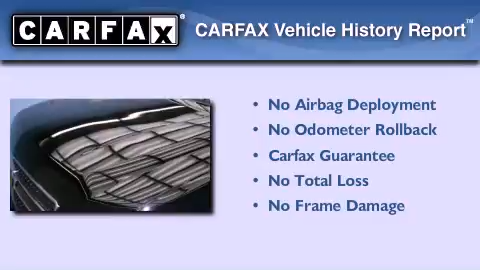 CARFAX® CARFAX Vehicle History Report™
• No Airbag Deployment
• No Odometer Rollback
• Carfax Guarantee
• No Total Loss
• No Frame Damage